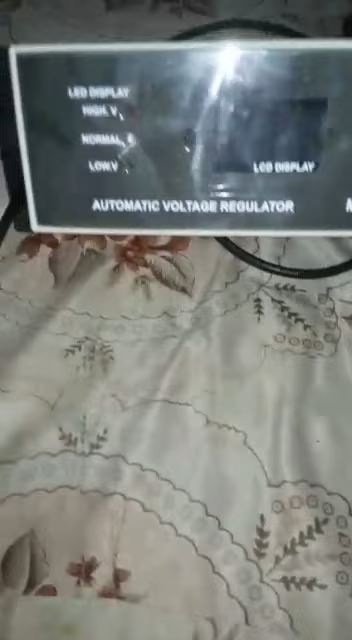 LED DISPLAY
HIGH. V
NORMAL
LOW.V
LCD DISPLAY
AUTOMATIC VOLTAGE REGULATOR